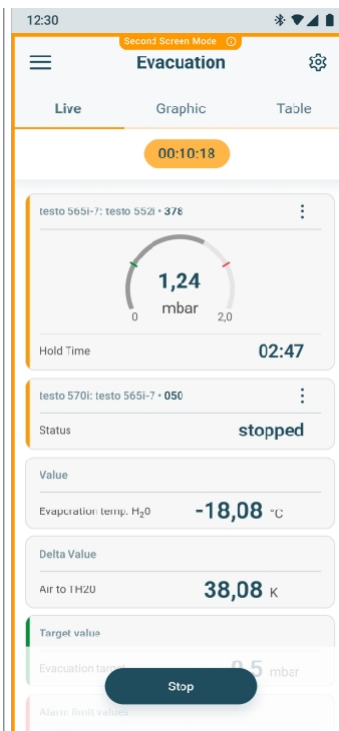 12:30
Second Screen Mode
Evacuation
Live Graphic Table
00:10:18
testo 565i-7: testo 552i • 378
1,24
mbar
0 2,0
Hold Time 02:47
testo 570i: testo 565i-7 • 050
Status stopped
Value
Evaporation temp. H₂0 -18,08 °C
Delta Value
Air to TH20 38,08 K
Target value
Evacuation target 0,5 mbar
Stop
Alarm limit values